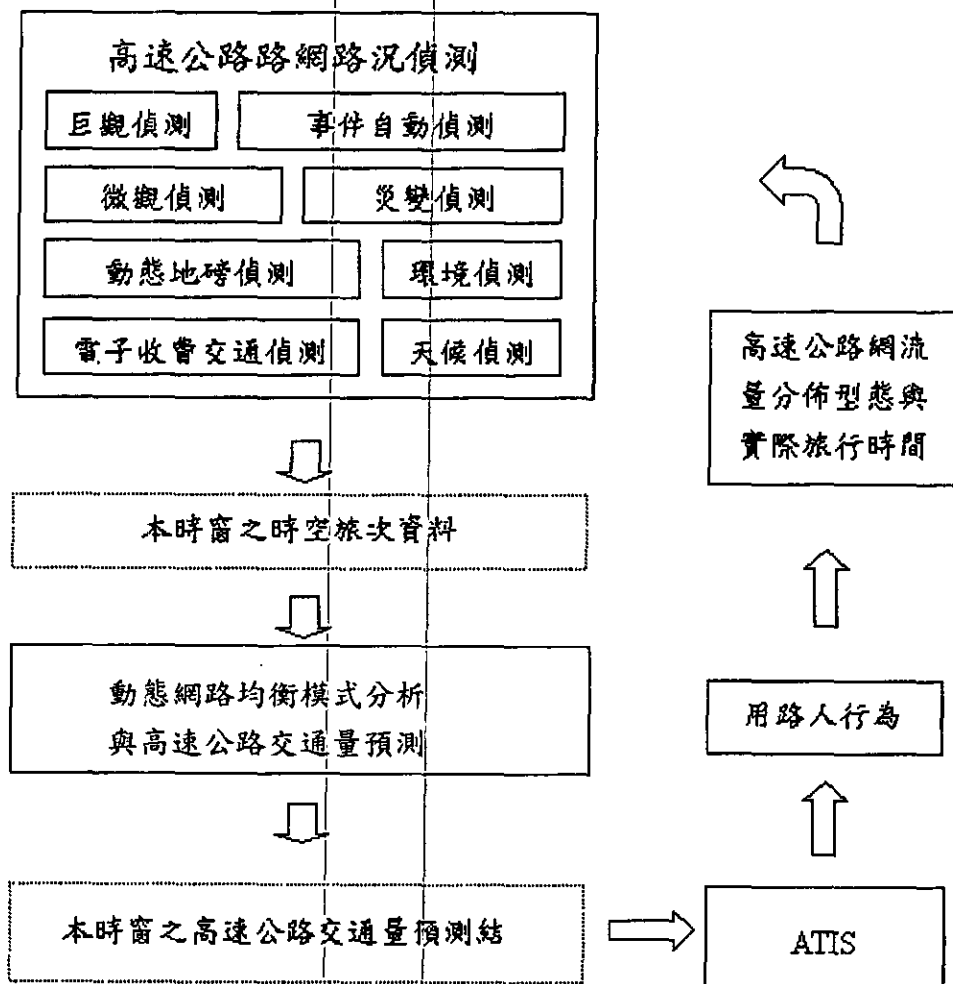 高速公路路網路況偵測
巨觀偵測
事件自動偵測
微觀偵測
災變偵測
動態地磅偵測
環境偵測
電子收費交通偵測
天候偵測
本時窗之時空旅次資料
動態網路均衡模式分析
與高速公路交通量預測
本時窗之高速公路交通量預測結
ATIS
用路人行為
高速公路網流
量分佈型態與
實際旅行時間